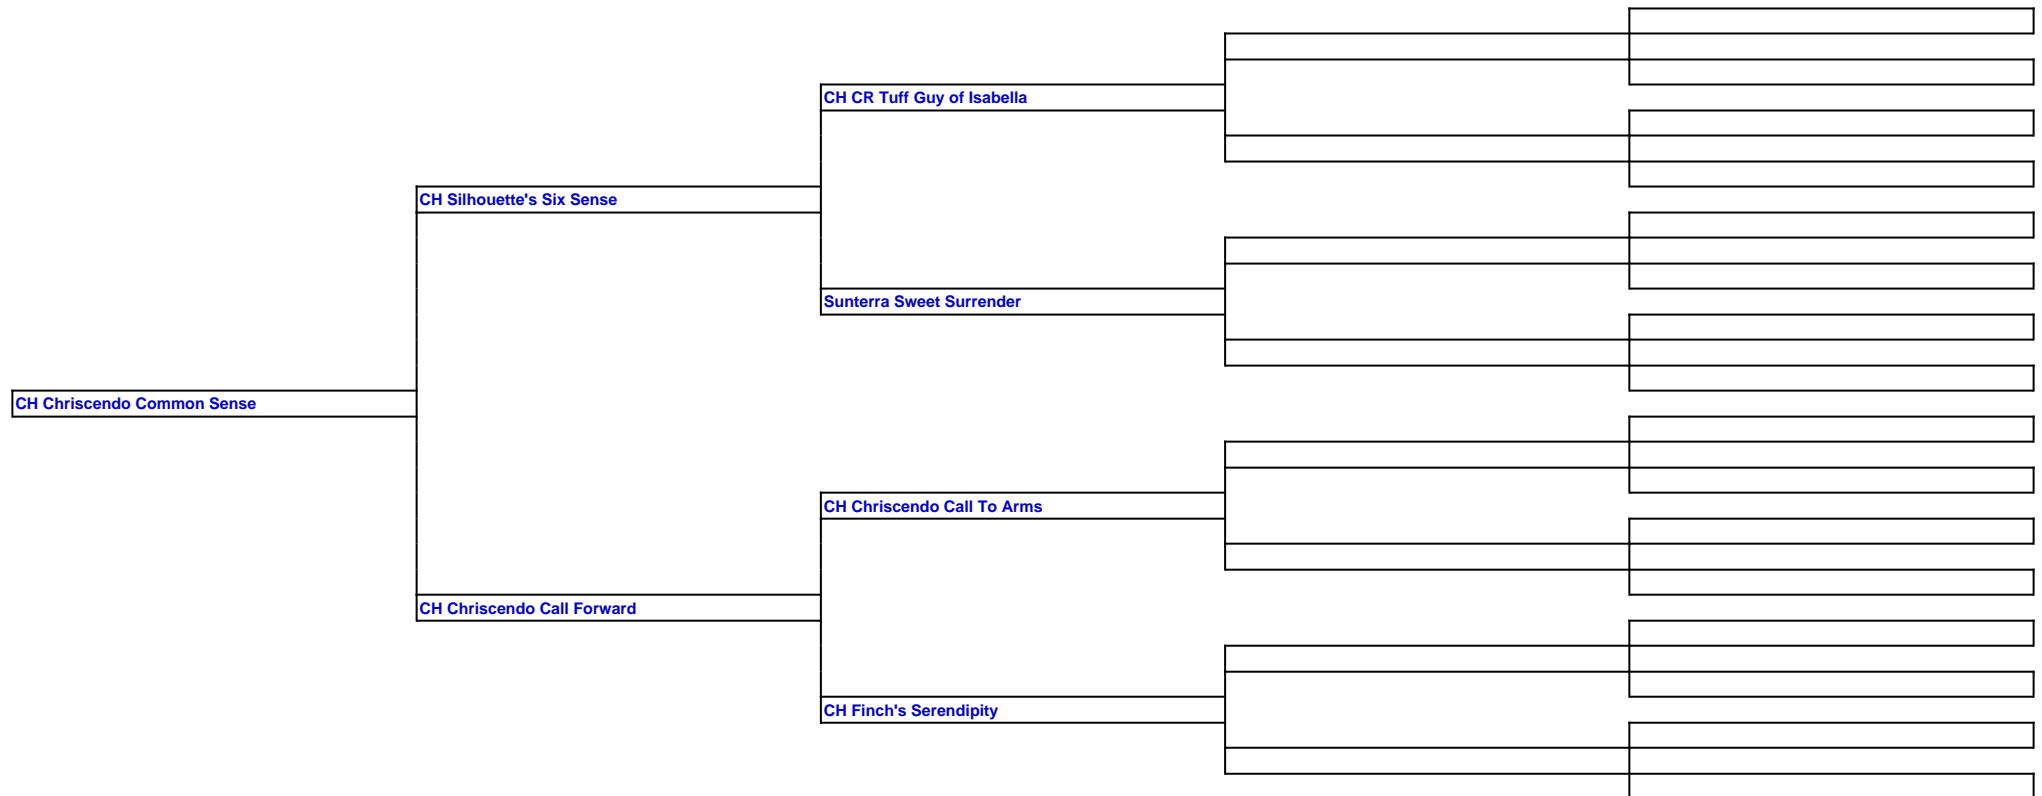 CH CR Tuff Guy of Isabella
CH Silhouette's Six Sense
Sunterra Sweet Surrender
CH Chriscendo Common Sense
CH Chriscendo Call To Arms
CH Chriscendo Call Forward
CH Finch's Serendipity